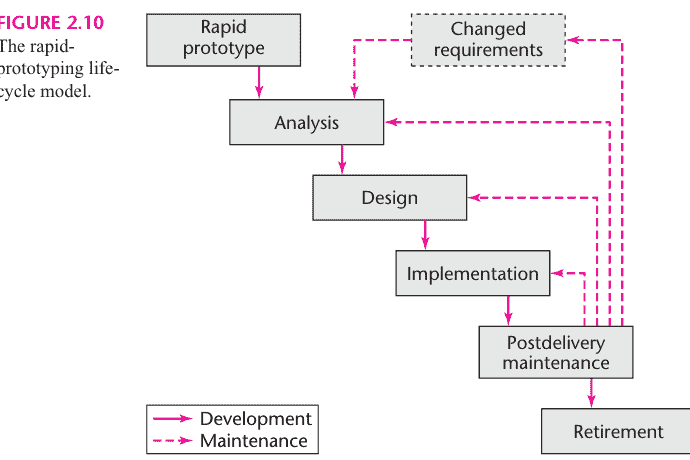 FIGURE 2.10
The rapid-
prototyping life-
cycle model.
Rapid
prototype
Changed
requirements
Analysis
Design
Implementation
Postdelivery
maintenance
Retirement
Development
Maintenance